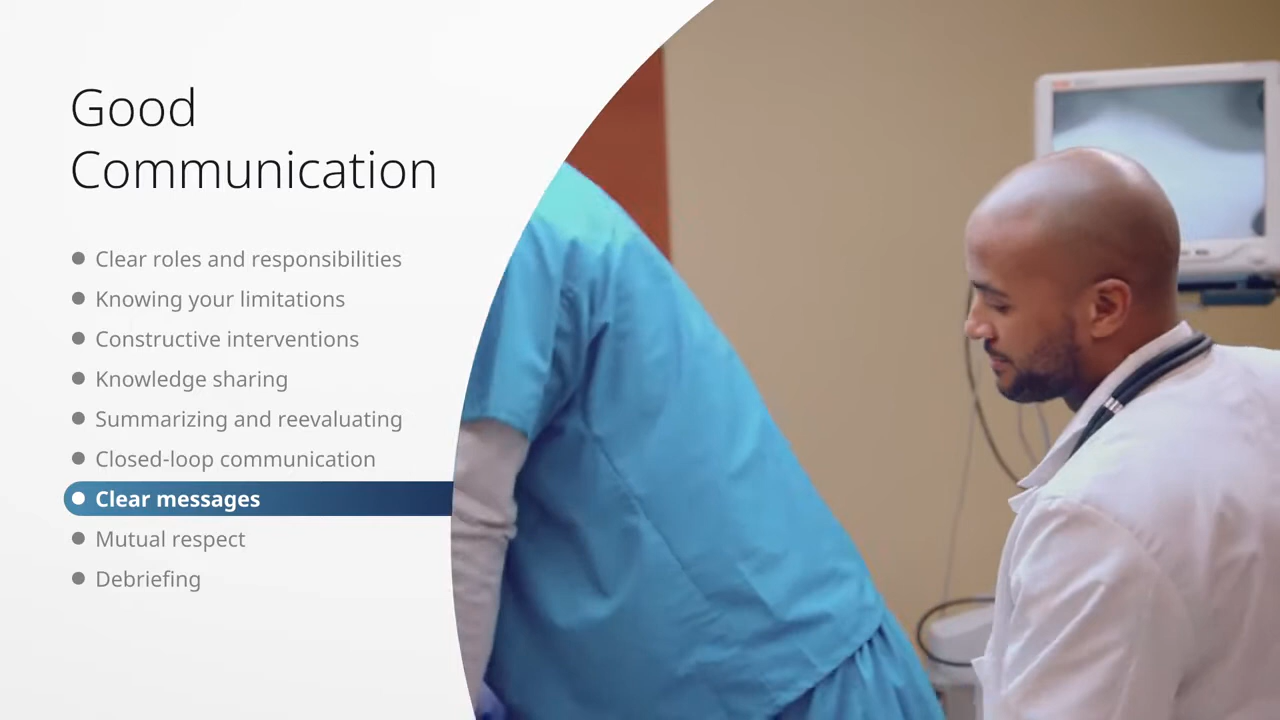 Good
Communication
Clear roles and responsibilities
Knowing your limitations
Constructive interventions
Knowledge sharing
Summarizing and reevaluating
Closed-loop communication
Clear messages
Mutual respect
Debriefing